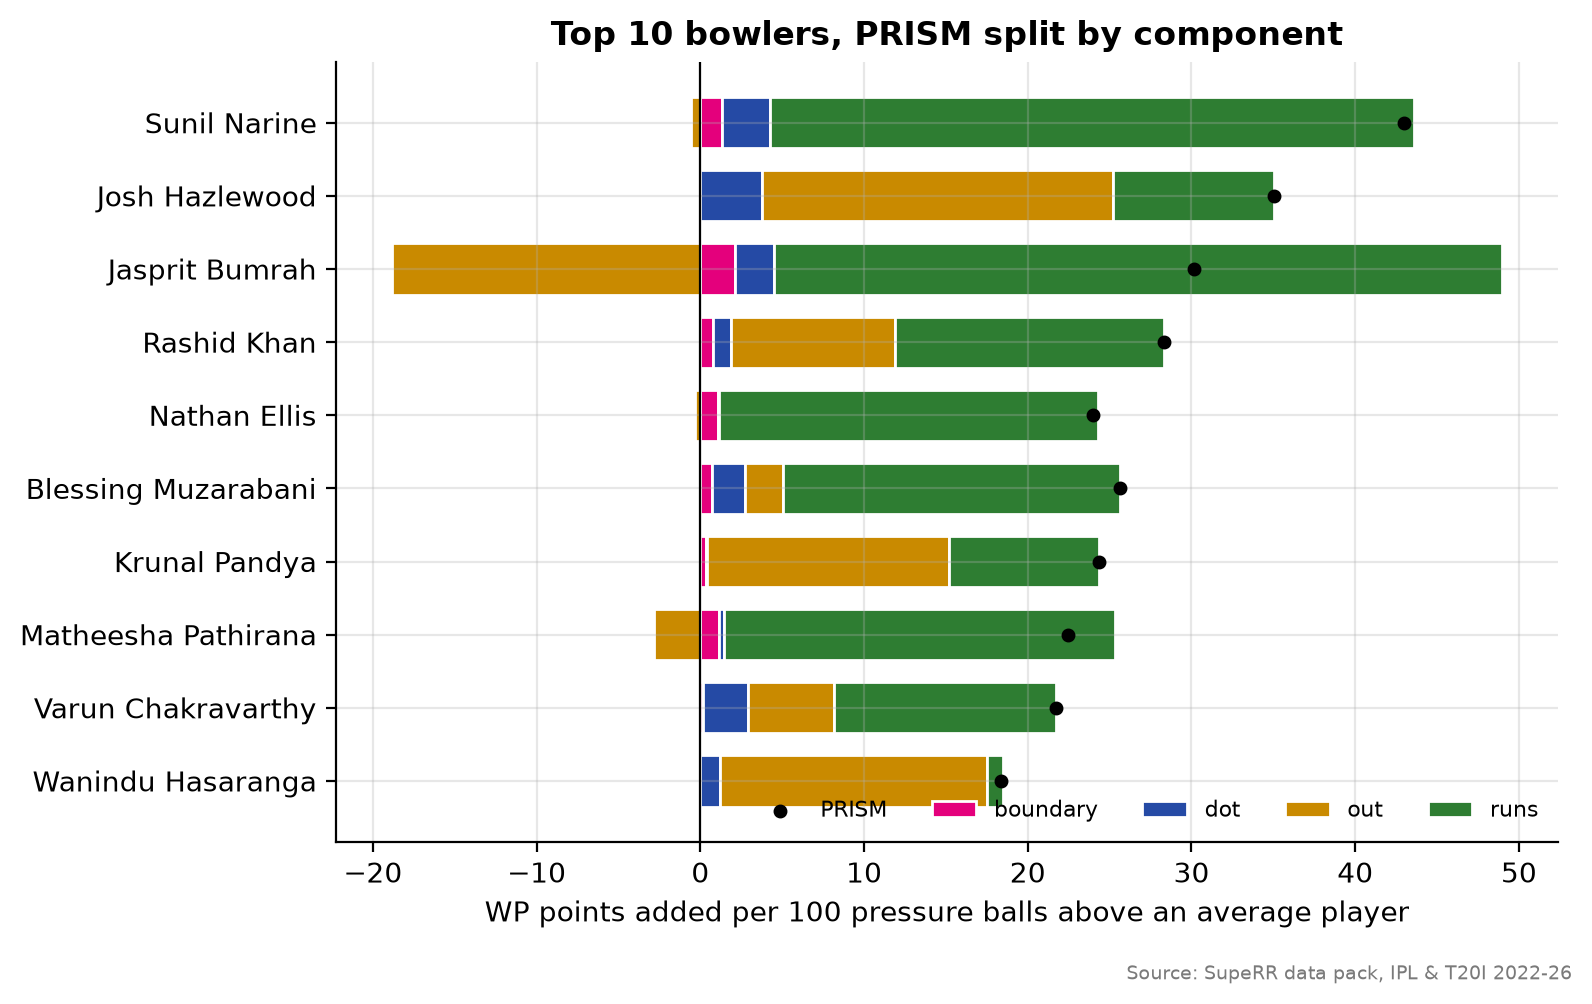 Top 10 bowlers, PRISM split by component
Sunil Narine
Josh Hazlewood
Jasprit Bumrah
Rashid Khan
Nathan Ellis
Blessing Muzarabani
Krunal Pandya
Matheesha Pathirana
Varun Chakravarthy
Wanindu Hasaranga
PRISM boundary dot out runs
−20 −10 0 10 20 30 40 50
WP points added per 100 pressure balls above an average player
Source: SupeRR data pack, IPL & T20I 2022-26